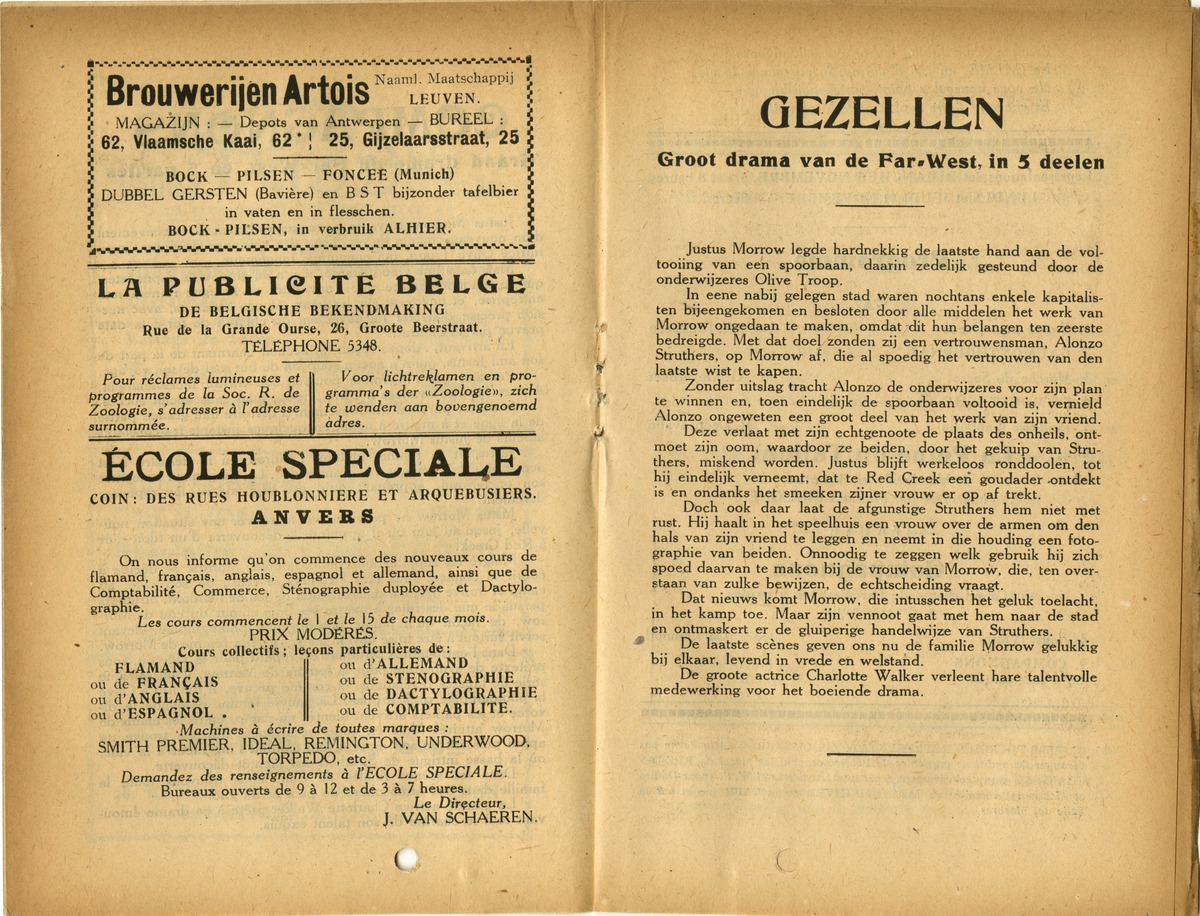 Brouwerijen Artois Naaml. Maatschappij
LEUVEN.
MAGAZIJN : — Depots van Antwerpen — BUREEL :
62, Vlaamsche Kaai, 62 ¦ 25, Gijzelaarsstraat, 25
BOCK — PILSEN — FONCEE (Munich)
DUBBEL GERSTEN (Bavière) en B S T bijzonder tafelbier
in vaten en in flesschen.
BOCK - PILSEN, in verbruik ALHIER.
LA PUBLICITE BELGE
DE BELGISCHE BEKENDMAKING
Rue de la Grande Ourse, 26, Groote Beerstraat.
TÉLÉPHONE 5348.
Pour réclames lumineuses et
programmes de la Soc. R. de
Zoologie, s'adresser à l'adresse
surnommée.
Voor lichtreklamen en pro-
gramma's der «Zoologie», zich
te wenden aan bovengenoemd
adres.
ÉCOLE SPECIALE
COIN : DES RUES HOUBLONNIERE ET ARQUEBUSIERS.
ANVERS
On nous informe qu'on commence des nouveaux cours de
flamand, français, anglais, espagnol et allemand, ainsi que de
Comptabilité, Commerce, Sténographie duployée et Dactylo-
graphie.
Les cours commencent le 1 et le 15 de chaque mois.
PRIX MODÉRÉS.
Cours collectifs ; leçons particulières de :
FLAMAND
ou de FRANÇAIS
ou d'ANGLAIS
ou d'ESPAGNOL .
ou d'ALLEMAND
ou de STENOGRAPHIE
ou de DACTYLOGRAPHIE
ou de COMPTABILITE.
Machines à écrire de toutes marques :
SMITH PREMIER, IDEAL, REMINGTON, UNDERWOOD,
TORPEDO, etc.
Demandez des renseignements à l'ECOLE SPECIALE.
Bureaux ouverts de 9 à 12 et de 3 à 7 heures.
Le Directeur,
J. VAN SCHAEREN.
GEZELLEN
Groot drama van de Far-West, in 5 deelen
Justus Morrow legde hardnekkig de laatste hand aan de vol-
tooiing van een spoorbaan, daarin zedelijk gesteund door de
onderwijzeres Olive Troop.
In eene nabij gelegen stad waren nochtans enkele kapitalis-
ten bijeengekomen en besloten door alle middelen het werk van
Morrow ongedaan te maken, omdat dit hun belangen ten zeerste
bedreigde. Met dat doel zonden zij een vertrouwensman, Alonzo
Struthers, op Morrow af, die al spoedig het vertrouwen van den
laatste wist te kapen.
Zonder uitslag tracht Alonzo de onderwijzeres voor zijn plan
te winnen en, toen eindelijk de spoorbaan voltooid is, vernield
Alonzo ongeweten een groot deel van het werk van zijn vriend.
Deze verlaat met zijn echtgenoote de plaats des onheils, ont-
moet zijn oom, waardoor ze beiden, door het gekuip van Stru-
thers, miskend worden. Justus blijft werkeloos ronddoolen, tot
hij eindelijk verneemt, dat te Red Creek een goudader ontdekt
is en ondanks het smeeken zijner vrouw er op af trekt.
Doch ook daar laat de afgunstige Struthers hem niet met
rust. Hij haalt in het speelhuis een vrouw over de armen om den
hals van zijn vriend te leggen en neemt in die houding een foto-
graphie van beiden. Onnoodig te zeggen welk gebruik hij zich
spoed daarvan te maken bij de vrouw van Morrow, die, ten over-
staan van zulke bewijzen, de echtscheiding vraagt.
Dat nieuws komt Morrow, die intusschen het geluk toelacht,
in het kamp toe. Maar zijn vennoot gaat met hem naar de stad
en ontmaskert er de gluiperige handelwijze van Struthers.
De laatste scènes geven ons nu de familie Morrow gelukkig
bij elkaar, levend in vrede en welstand.
De groote actrice Charlotte Walker verleent hare talentvolle
medewerking voor het boeiende drama.